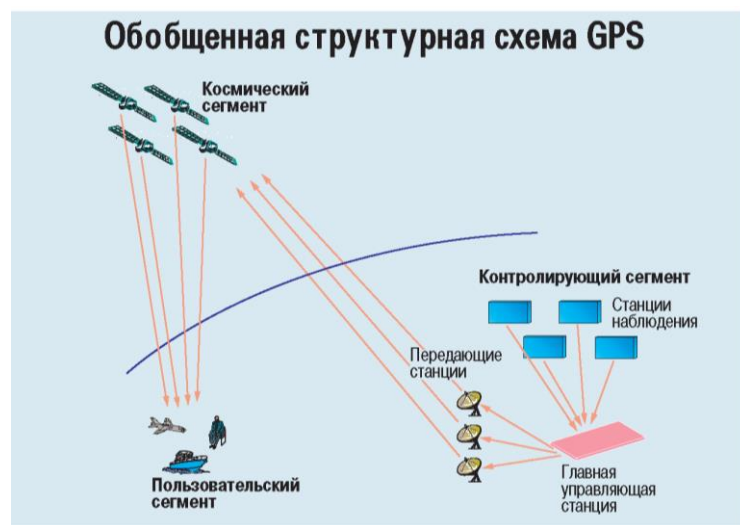 Обобщенная структурная схема GPS
Космический
сегмент
Контролирующий сегмент
Станции
наблюдения
Передающие
станции
Пользовательский
сегмент
Главная
управляющая
станция